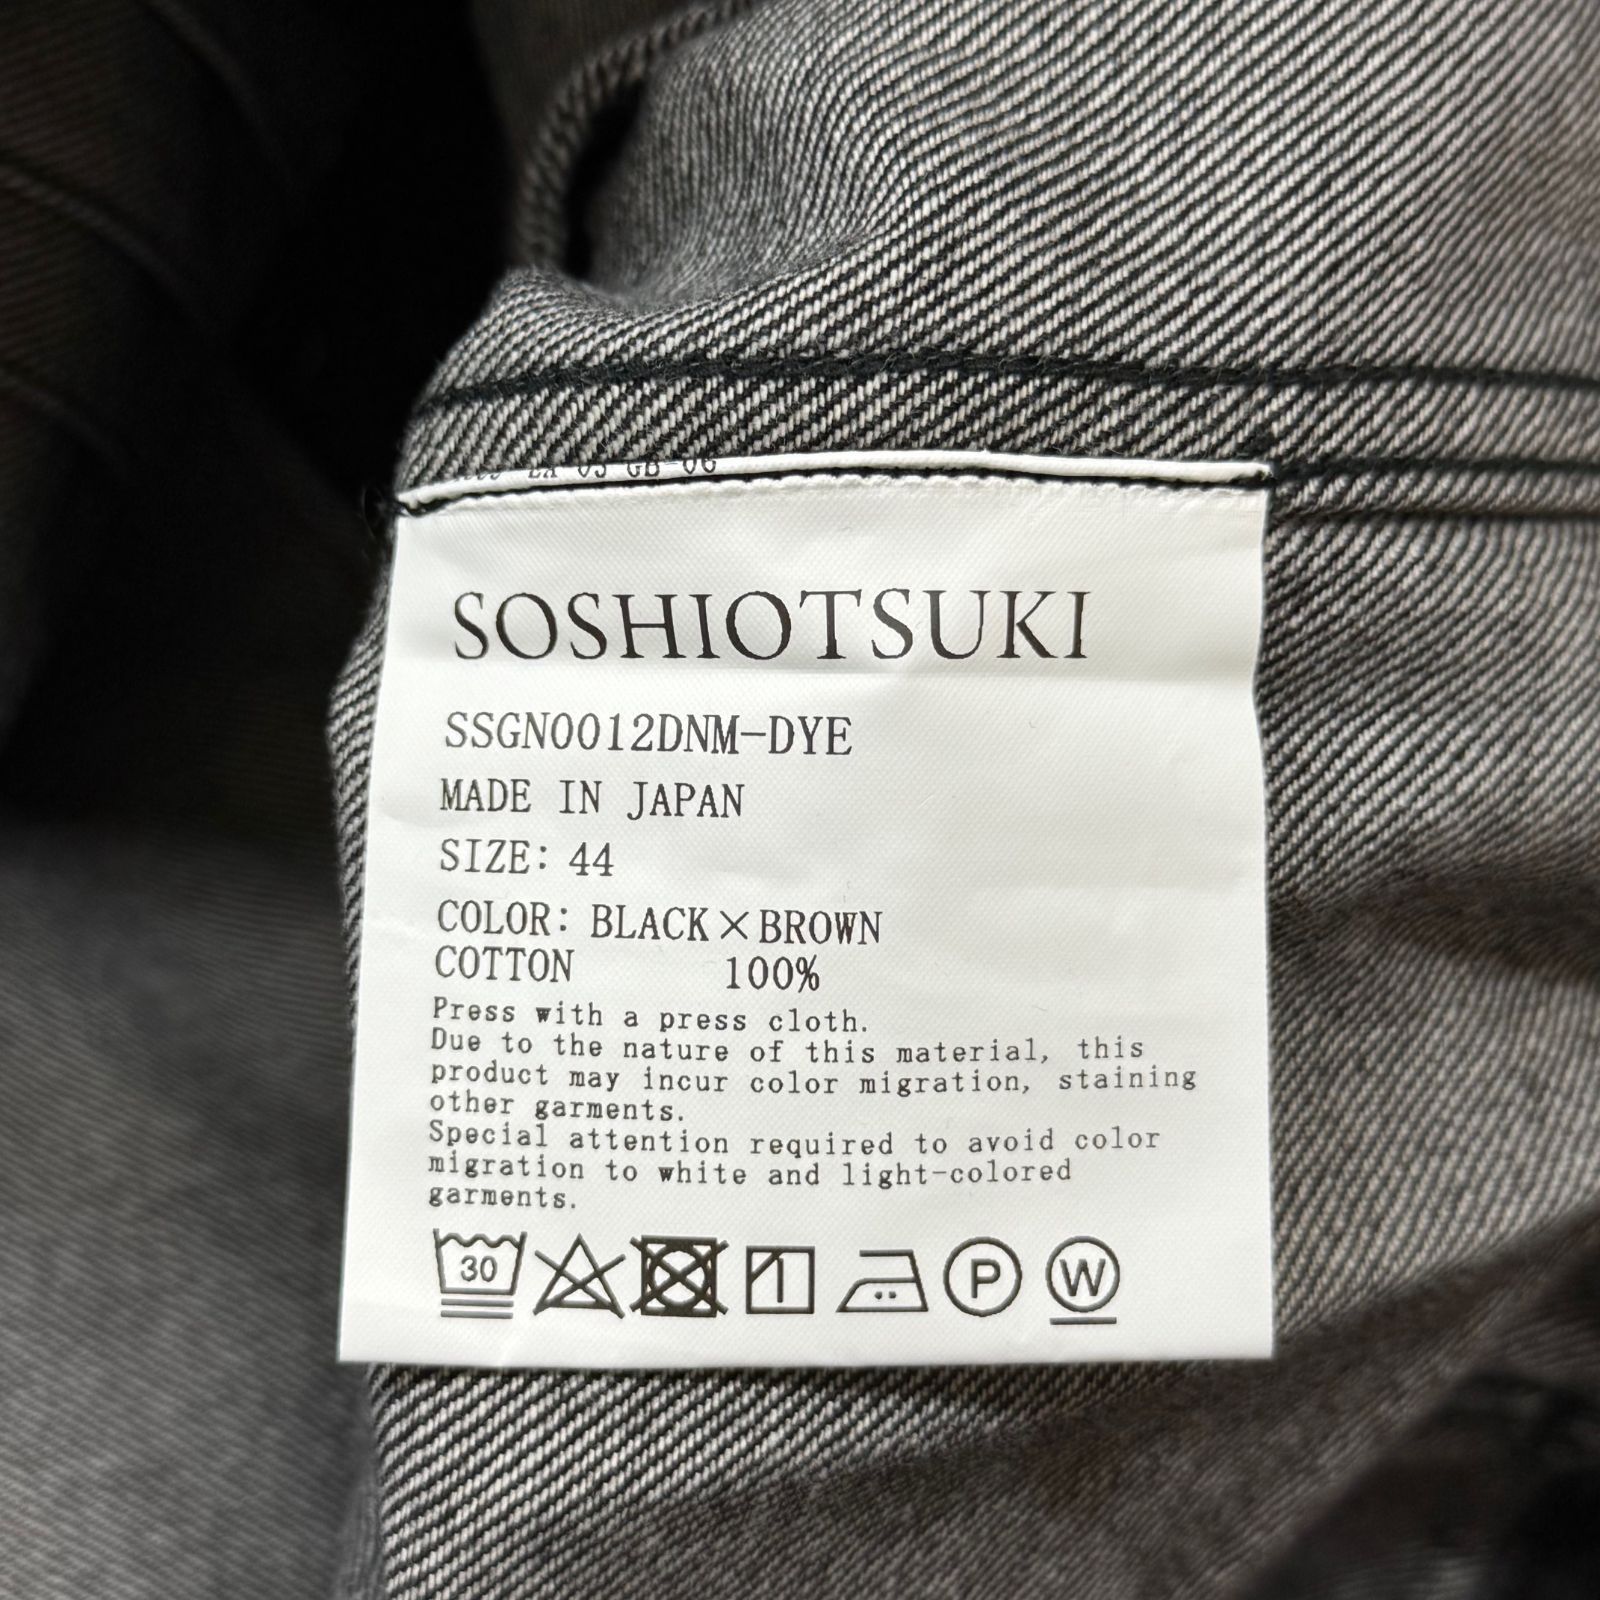 SOSHIOTSUKI
SSGN0012DNM-DYE
MADE IN JAPAN
SIZE: 44
COLOR: BLACK×BROWN
COTTON 100%
Press with a press cloth.
Due to the nature of this material, this
product may incur color migration, staining
other garments.
Special attention required to avoid color
migration to white and light-colored
garments.
30
P
W